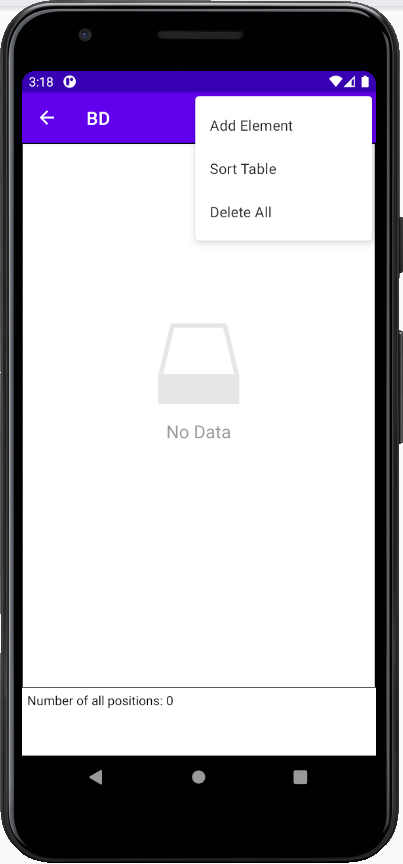 3:18
BD
Add Element
Sort Table
Delete All
No Data
Number of all positions: 0